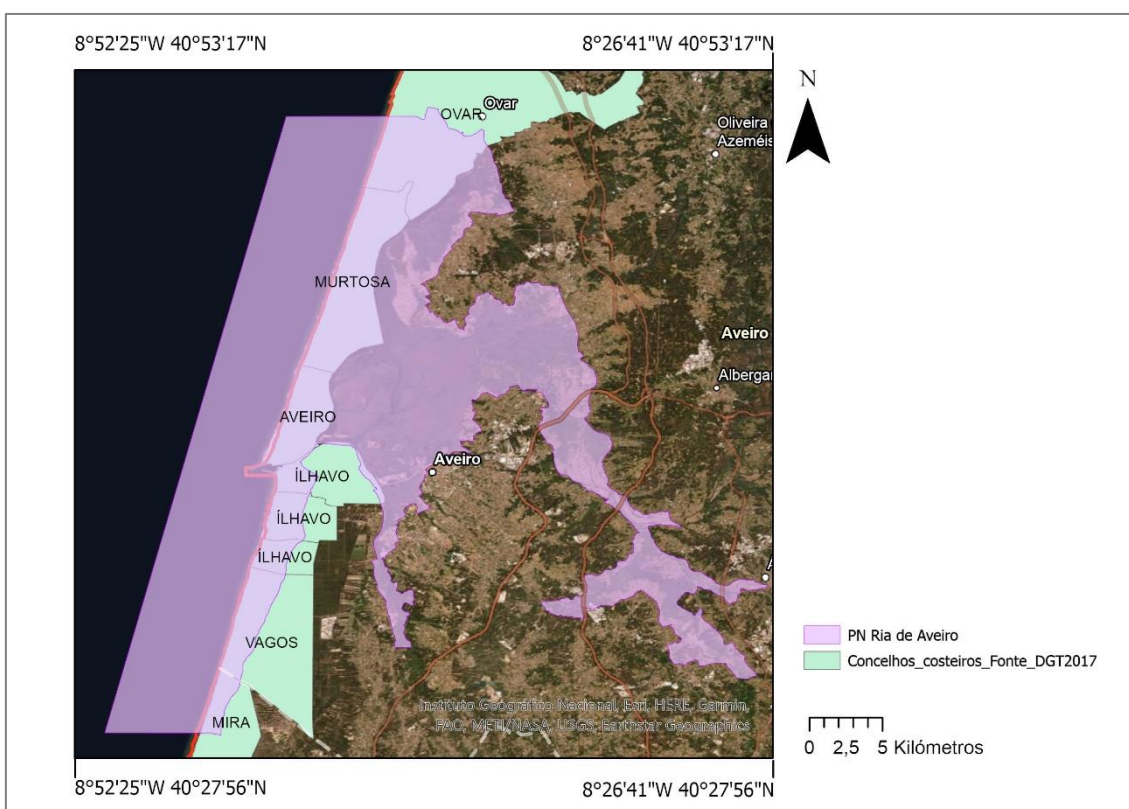 8°52'25"W 40°53'17"N
8°26'41"W 40°53'17"N
N
OVAR
Ovar
Oliveira
Azeméis
MURTOSA
Aveiro
Albergar
AVEIRO
Aveiro
ÍLHAVO
ÍLHAVO
ÍLHAVO
A
VAGOS
MIRA
Instituto Geográfico Nacional, Esri, HERE, Garmin,
FAO, METI/NASA, USGS; Earthstar Geographics
PN Ria de Aveiro
Concelhos_costeiros_Fonte_DGT2017
0 2,5 5 Kilómetros
8°52'25"W 40°27'56"N
8°26'41"W 40°27'56"N